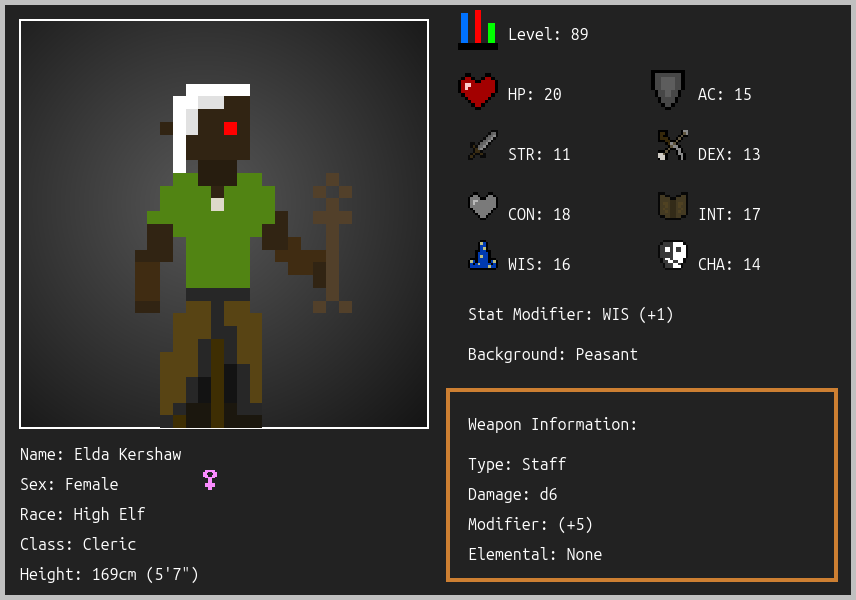 Level: 89
HP: 20
AC: 15
STR: 11
DEX: 13
CON: 18
INT: 17
WIS: 16
CHA: 14
Stat Modifier: WIS (+1)
Background: Peasant
Weapon Information:
Type: Staff
Damage: d6
Modifier: (+5)
Elemental: None
Name: Elda Kershaw
Sex: Female
Race: High Elf
Class: Cleric
Height: 169cm (5'7")